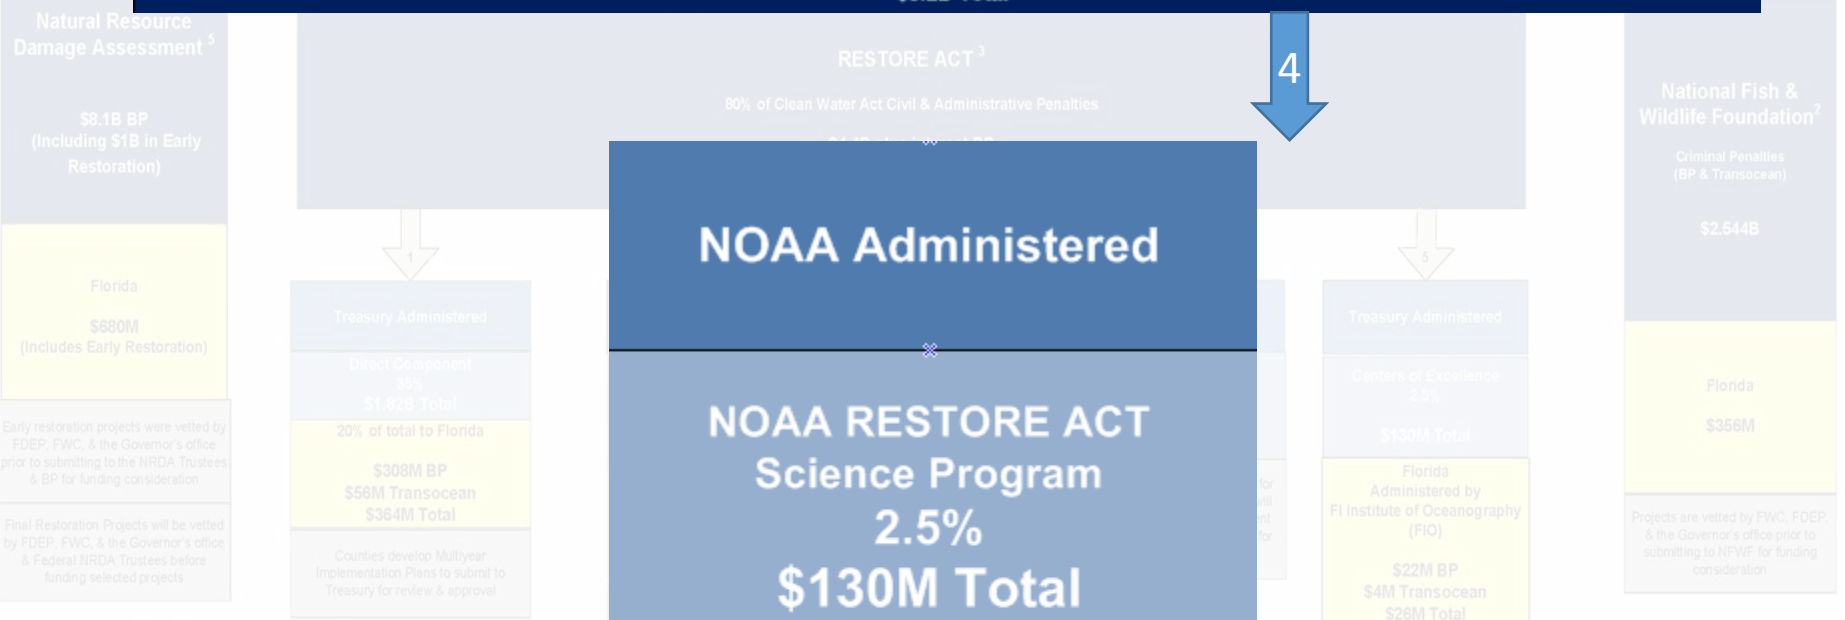 Natural Resource
Damage Assessment 5
$8.1B BP
(Including $1B in Early
Restoration)
Florida
$680M
(Includes Early Restoration)
Early restoration projects were vetted by
FDEP, FWC, & the Governor's office
prior to submitting to the NRDA Trustees
& BP for funding consideration
Final Restoration Projects will be vetted
by FDEP, FWC, & the Governor's office
& Federal NRDA Trustees before
funding selected projects
RESTORE ACT 3
80% of Clean Water Act Civil & Administrative Penalties
1
Treasury Administered
Direct Component
35%
$1.82B Total
20% of total to Florida
$308M BP
$56M Transocean
$364M Total
Counties develop Multiyear
Implementation Plans to submit to
Treasury for review & approval
4
NOAA Administered
NOAA RESTORE ACT
Science Program
2.5%
$130M Total
for
will
for
5
Treasury Administered
Centers of Excellence
2.5%
$130M Total
Florida
Administered by
Fl Institute of Oceanography
(FIO)
$22M BP
$4M Transocean
$26M Total
National Fish &
Wildlife Foundation2
Criminal Penalties
(BP & Transocean)
$2.544B
Florida
$356M
Projects are vetted by FWC, FDEP,
& the Governor's office prior to
submitting to NFWF for funding
consideration